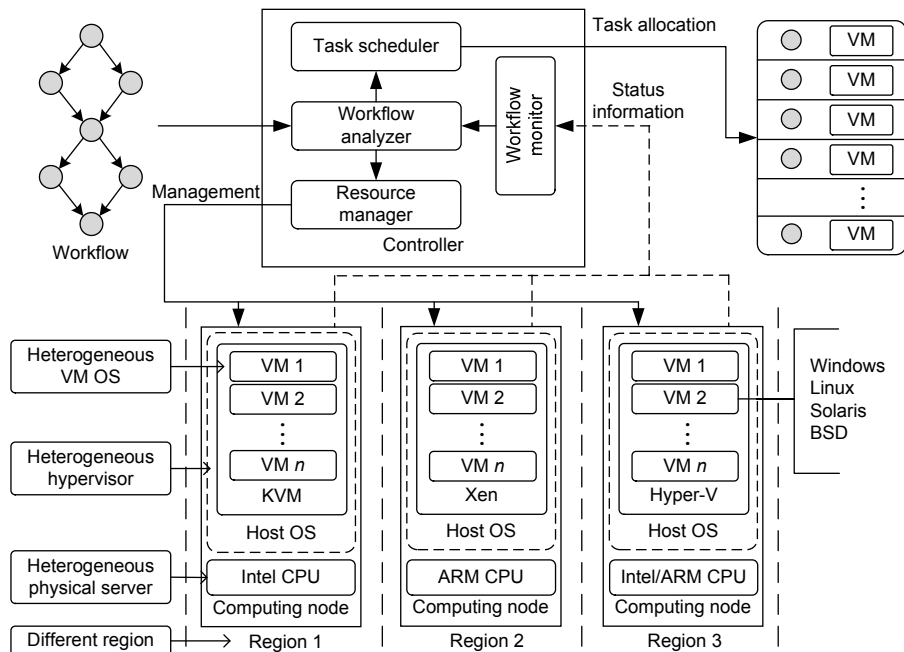 Task scheduler
Task allocation
Workflow
analyzer
Workflow
monitor
Status
information
Resource
manager
Controller
Management
Workflow
VM
VM
VM
VM
⋮
VM
Heterogeneous
VM OS
Heterogeneous
hypervisor
Heterogeneous
physical server
Different region
VM 1
VM 2
⋮
VM n
KVM
Host OS
Intel CPU
Computing node
Region 1
VM 1
VM 2
⋮
VM n
Xen
Host OS
ARM CPU
Computing node
Region 2
VM 1
VM 2
⋮
VM n
Hyper-V
Host OS
Intel/ARM CPU
Computing node
Region 3
Windows
Linux
Solaris
BSD